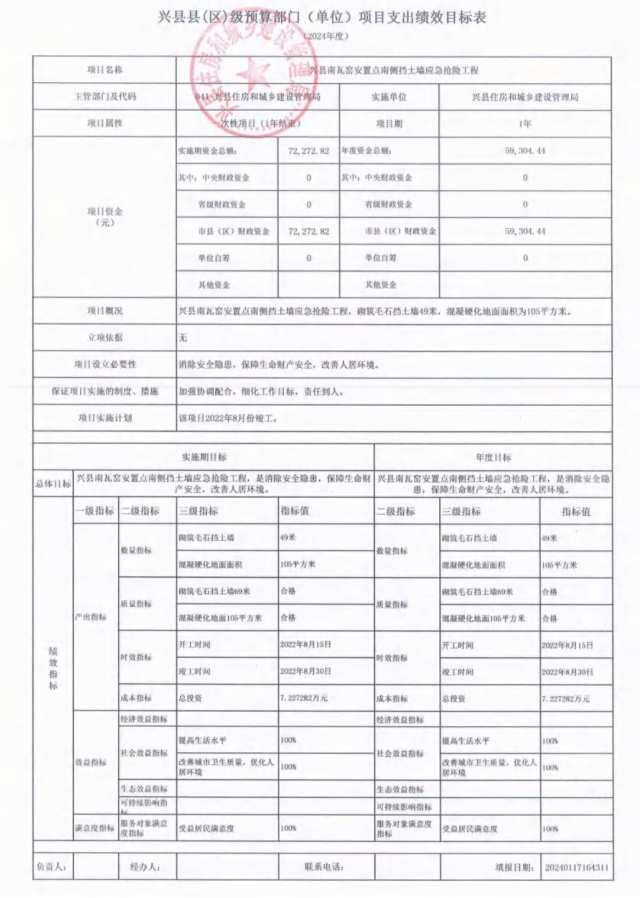 兴县县(区)级预算部门（单位）项目支出绩效目标表
（2024年度）
项目名称 兴县南瓦窑安置点南侧挡土墙应急抢险工程
主管部门及代码 041-兴县住房和城乡建设管理局 实施单位 兴县住房和城乡建设管理局
项目属性 一次性项目（1年结束） 项目期 1年
项目资金（元） 实施期资金总额： 72,272.82 年度资金总额： 59,304.44
其中：中央财政资金 0 其中：中央财政资金 0
省级财政资金 0 省级财政资金 0
市县（区）财政资金 72,272.82 市县（区）财政资金 59,304.44
单位自筹 0 单位自筹 0
其他资金 其他资金
项目概况 兴县南瓦窑安置点南侧挡土墙应急抢险工程，砌筑毛石挡土墙49米，混凝硬化地面面积为105平方米。
立项依据 无
项目设立必要性 消除安全隐患，保障生命财产安全，改善人居环境。
保证项目实施的制度、措施 加强协调配合，细化工作目标，责任到人。
项目实施计划 该项目2022年8月份竣工。
实施期目标 年度目标
总体目标 兴县南瓦窑安置点南侧挡土墙应急抢险工程，是消除安全隐患，保障生命财产安全，改善人居环境。 兴县南瓦窑安置点南侧挡土墙应急抢险工程，是消除安全隐患，保障生命财产安全，改善人居环境。
绩效指标 一级指标 二级指标 三级指标 指标值 二级指标 三级指标 指标值
产出指标 数量指标 砌筑毛石挡土墙 49米 数量指标 砌筑毛石挡土墙 49米
混凝硬化地面面积 105平方米 混凝硬化地面面积 105平方米
质量指标 砌筑毛石挡土墙69米 合格 质量指标 砌筑毛石挡土墙69米 合格
混凝硬化地面105平方米 合格 混凝硬化地面105平方米 合格
时效指标 开工时间 2022年8月15日 时效指标 开工时间 2022年8月15日
竣工时间 2022年8月30日 竣工时间 2022年8月30日
成本指标 总投资 7.227282万元 成本指标 总投资 7.227282万元
效益指标 经济效益指标 经济效益指标
社会效益指标 提高生活水平 100% 社会效益指标 提高生活水平 100%
改善城市卫生质量，优化人居环境 100% 改善城市卫生质量，优化人居环境 100%
生态效益指标 生态效益指标
可持续影响指标 可持续影响指标
满意度指标 服务对象满意度指标 受益居民满意度 100% 服务对象满意度指标 受益居民满意度 100%
负责人： 经办人： 联系电话： 填报日期： 20240117164311